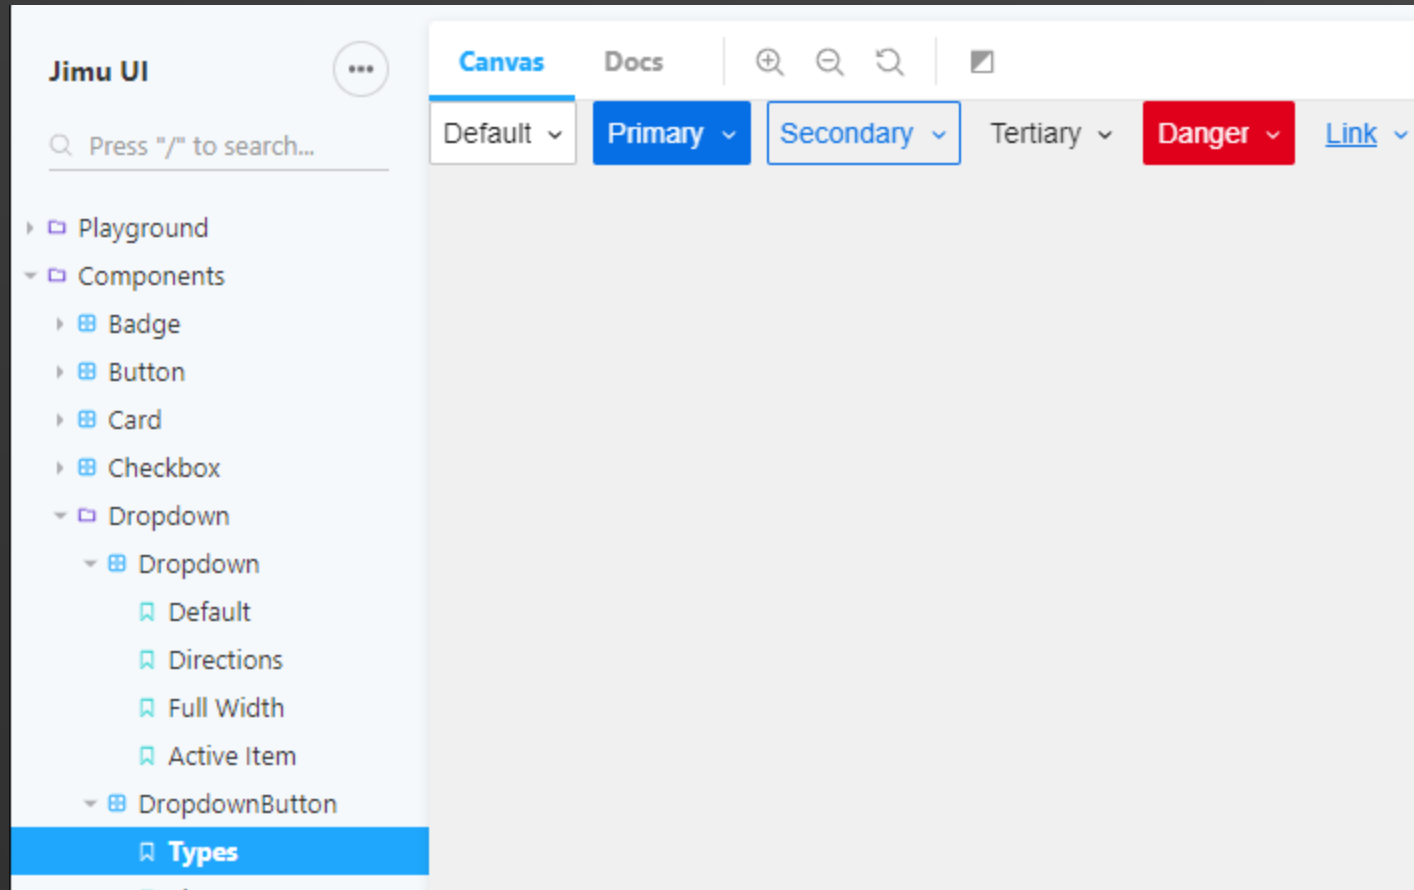 Jimu UI
Press "/" to search...
Playground
Components
Badge
Button
Card
Checkbox
Dropdown
Dropdown
Default
Directions
Full Width
Active Item
DropdownButton
Types
Canvas Docs
Default Primary Secondary Tertiary Danger Link